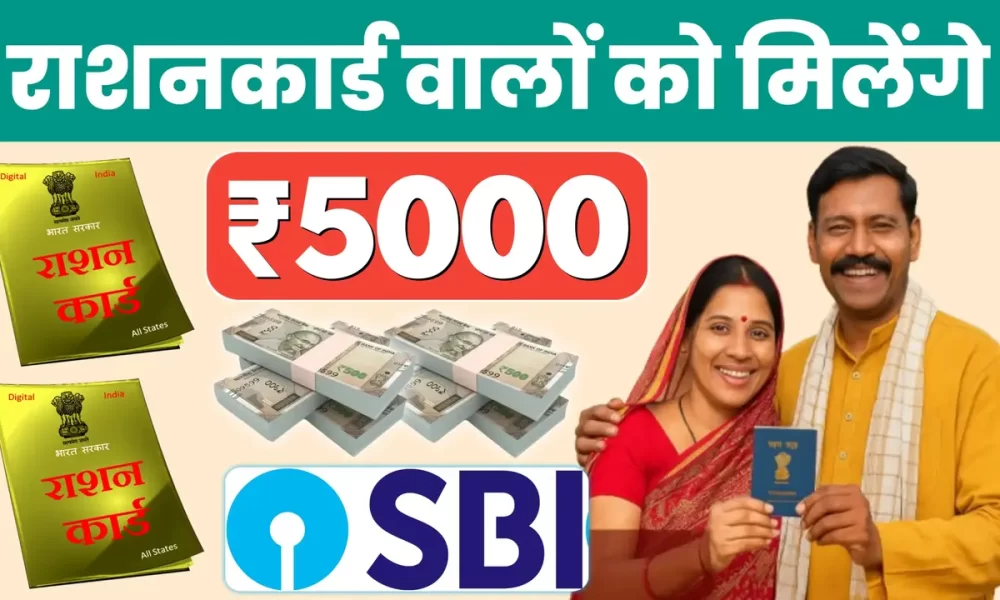 राशनकार्ड वालों को मिलेंगे
₹5000
Digital India
भारत सरकार
राशन
कार्ड
All States
Digital India
भारत सरकार
राशन
कार्ड
All States
SBI